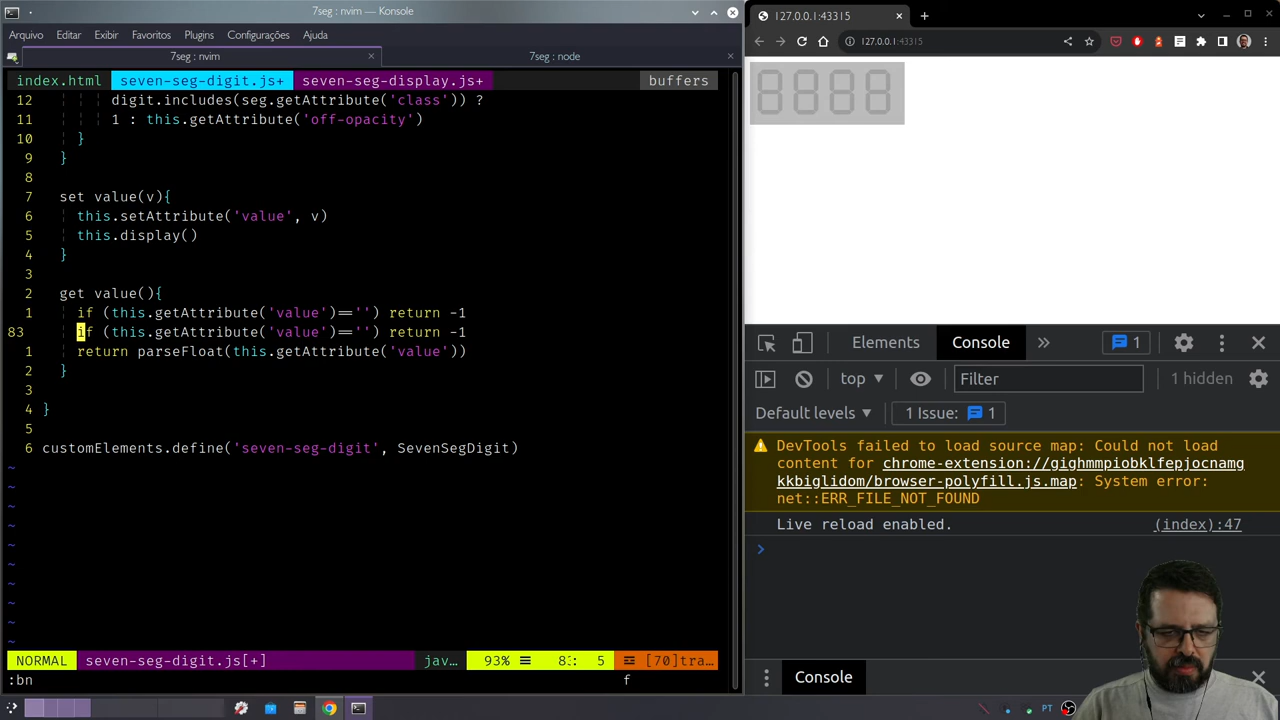 7seg : nvim — Konsole
Arquivo Editar Exibir Favoritos Plugins Configurações Ajuda
7seg : nvim
7seg : node
index.html seven-seg-digit.js+ seven-seg-display.js+ buffers
12 digit.includes(seg.getAttribute('class')) ?
11 1 : this.getAttribute('off-opacity')
10 }
9 }
8
7 set value(v){
6 this.setAttribute('value', v)
5 this.display()
4 }
3
2 get value(){
1 if (this.getAttribute('value')=='') return -1
83 if (this.getAttribute('value')=='') return -1
1 return parseFloat(this.getAttribute('value'))
2 }
3
4 }
5
6 customElements.define('seven-seg-digit', SevenSegDigit)
~
~
~
~
~
~
~
~
~
~
NORMAL seven-seg-digit.js[+] jav… 93% ☰ 83: 5 ☲ [70]tra…
:bn f
127.0.0.1:43315
127.0.0.1:43315
8888
Elements Console 1
top Filter 1 hidden
Default levels 1 Issue: 1
DevTools failed to load source map: Could not load
content for chrome-extension://gighmmpiobklfepjocnamg
kkbiglidom/browser-polyfill.js.map: System error:
net::ERR_FILE_NOT_FOUND
Live reload enabled. (index):47
Console
PT